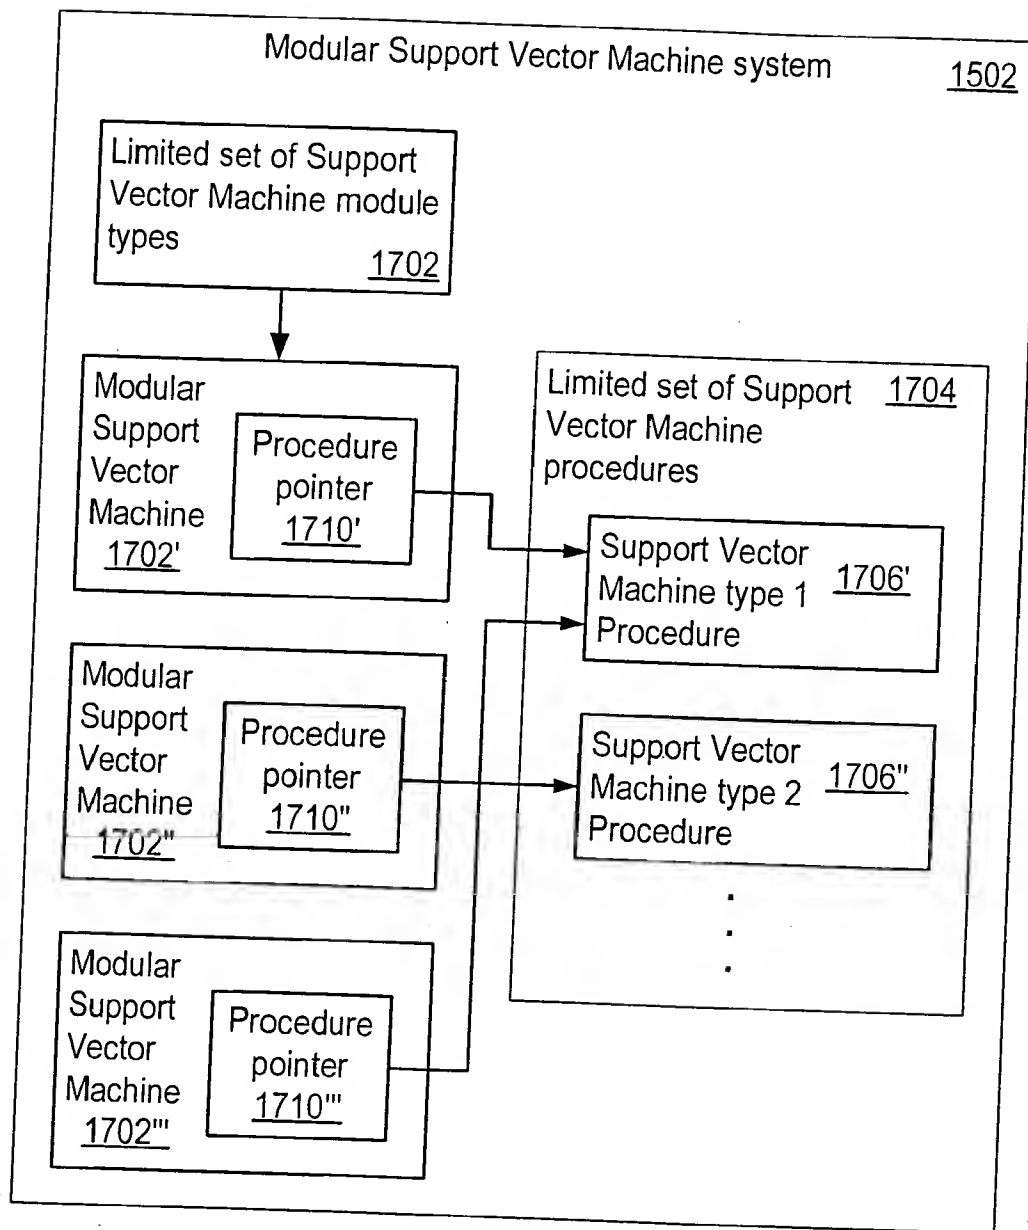 Modular Support Vector Machine system 1502
Limited set of Support
Vector Machine module
types 1702
Modular
Support
Vector
Machine
1702'
Procedure
pointer
1710'
Limited set of Support 1704
Vector Machine
procedures
Support Vector
Machine type 1 1706'
Procedure
Modular
Support
Vector
Machine
1702"
Procedure
pointer
1710"
Support Vector
Machine type 2 1706"
Procedure
Modular
Support
Vector
Machine
1702'"
Procedure
pointer
1710'"